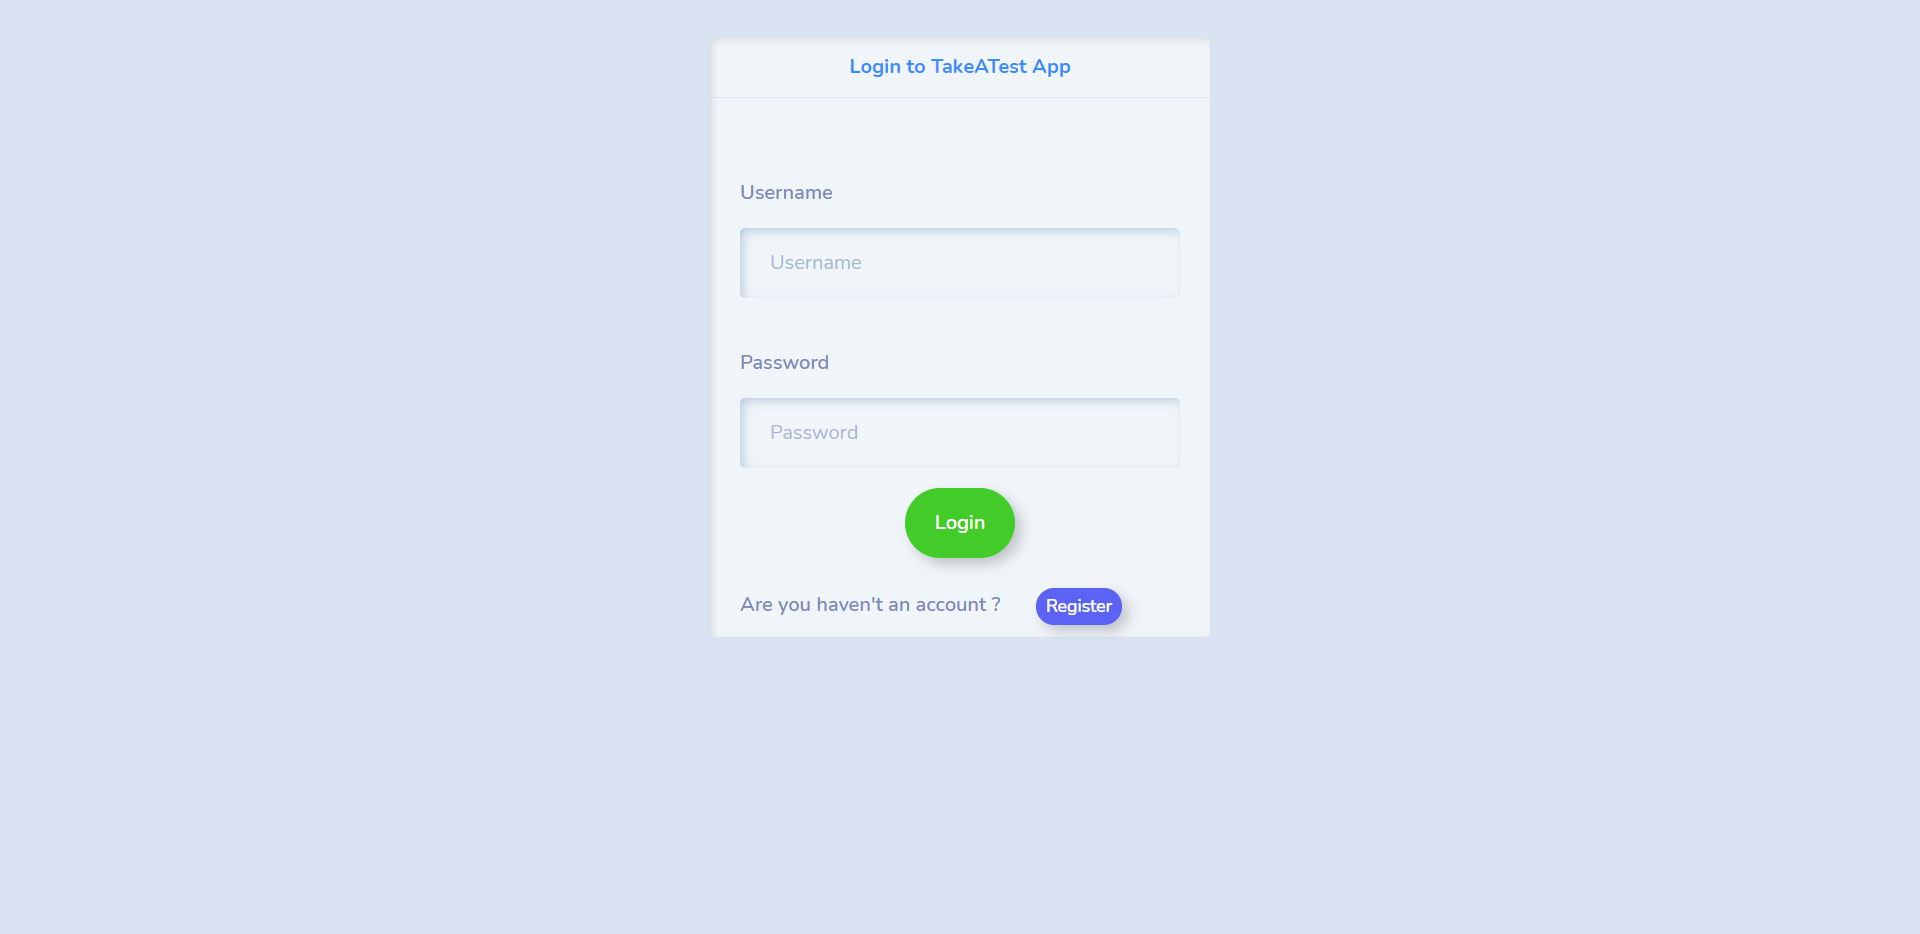 Login to TakeATest App
Username
Username
Password
Password
Login
Are you haven't an account ? Register